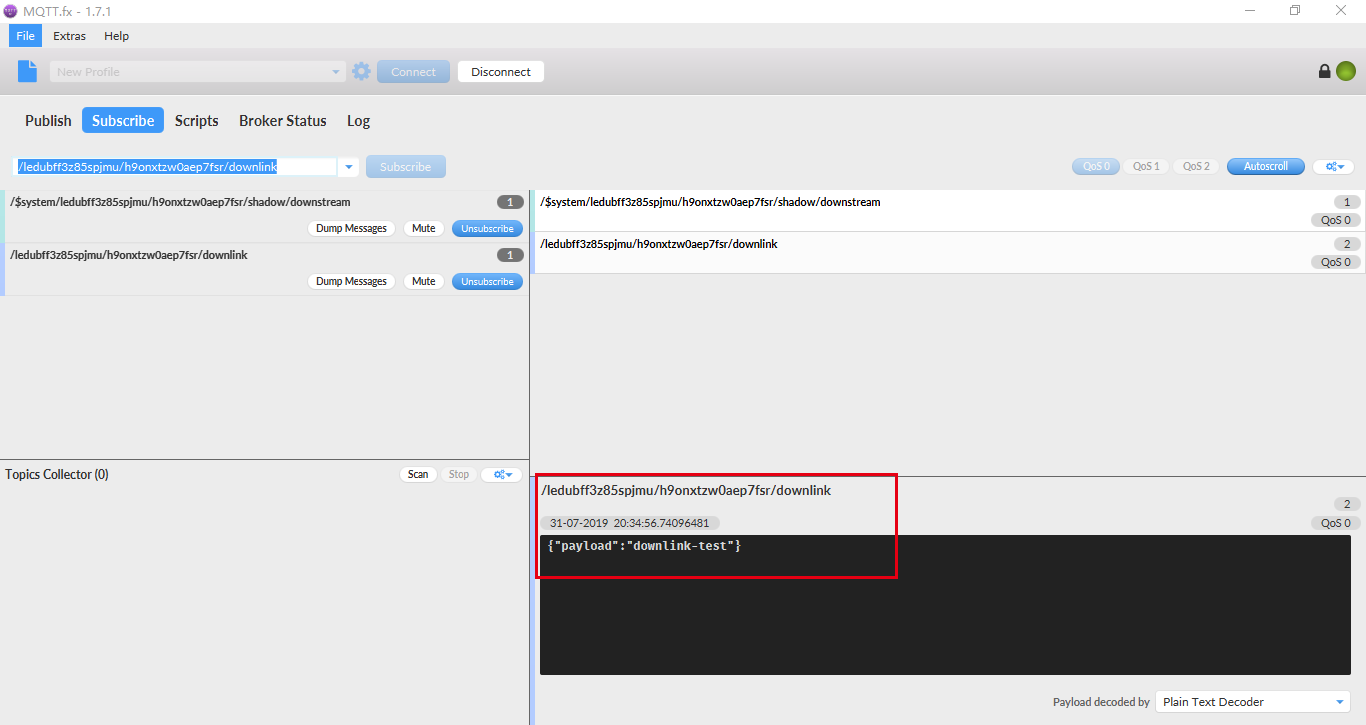 MQTT.fx - 1.7.1
File Extras Help
New Profile Connect Disconnect
Publish Subscribe Scripts Broker Status Log
/ledubff3z85spjmu/h9onxtzw0aep7fsr/downlink Subscribe QoS 0 QoS 1 QoS 2 Autoscroll
/$system/ledubff3z85spjmu/h9onxtzw0aep7fsr/shadow/downstream 1
Dump Messages Mute Unsubscribe
/ledubff3z85spjmu/h9onxtzw0aep7fsr/downlink 1
Dump Messages Mute Unsubscribe
/$system/ledubff3z85spjmu/h9onxtzw0aep7fsr/shadow/downstream 1
QoS 0
/ledubff3z85spjmu/h9onxtzw0aep7fsr/downlink 2
QoS 0
Topics Collector (0) Scan Stop
/ledubff3z85spjmu/h9onxtzw0aep7fsr/downlink
2
31-07-2019 20:34:56.74096481 QoS 0
{"payload":"downlink-test"}
Payload decoded by Plain Text Decoder